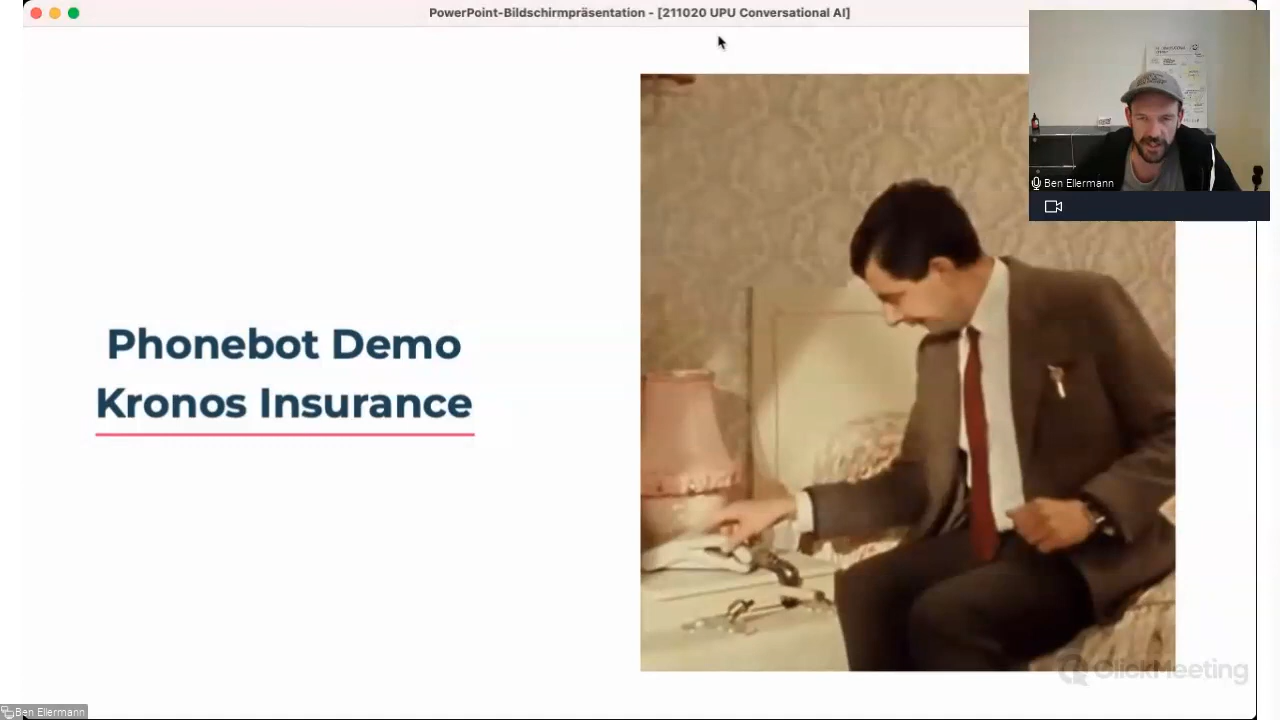 PowerPoint-Bildschirmpräsentation - [211020 UPU Conversational AI]
Ben Ellermann
Phonebot Demo
Kronos Insurance
ClickMeeting
Ben Ellermann